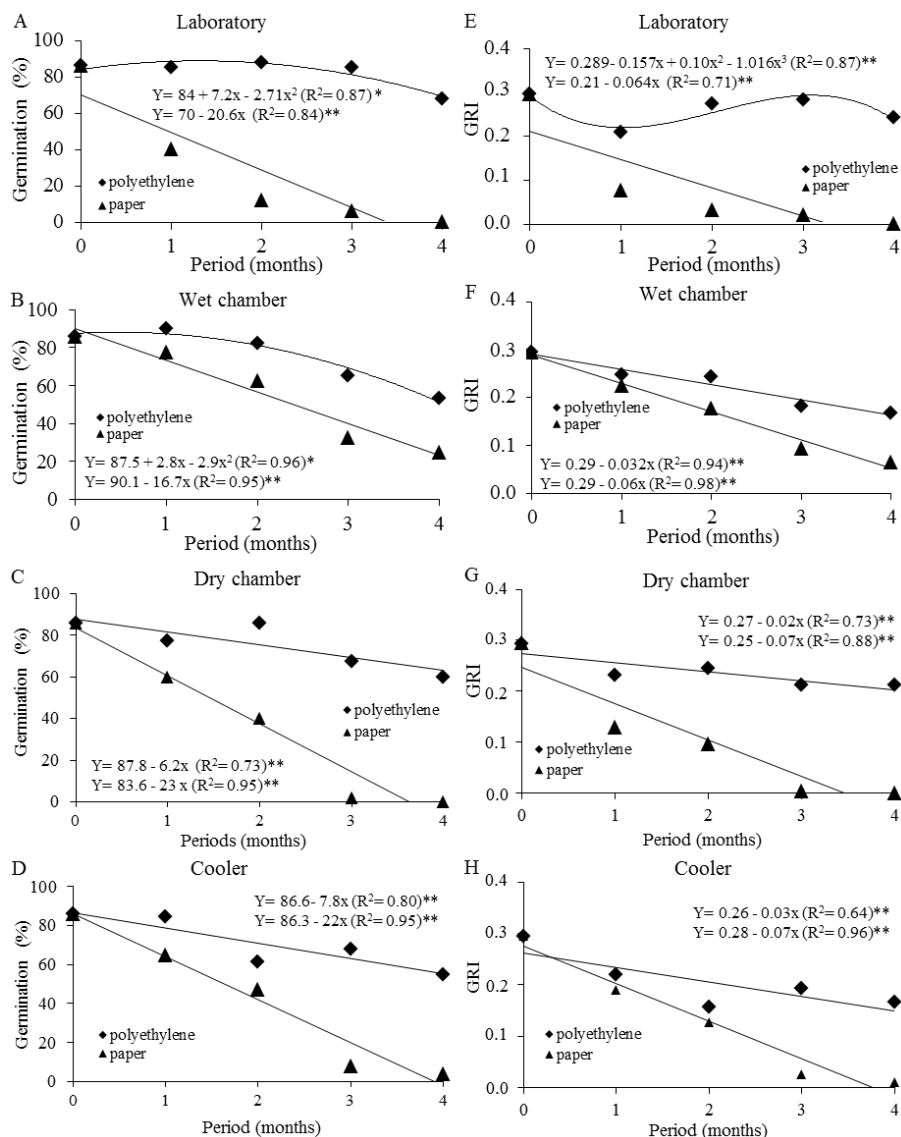 A
Laboratory
Germination (%)
100
80
60
40
20
0
Y= 84 + 7.2x - 2.71x² (R²= 0.87) *
Y= 70 - 20.6x (R²= 0.84)**
polyethylene
paper
0 1 2 3 4
Period (months)
E
Laboratory
GRI
0.4
0.3
0.2
0.1
0.0
Y= 0.289- 0.157x + 0.10x² - 1.016x³ (R²= 0.87)**
Y= 0.21 - 0.064x (R²= 0.71)**
polyethylene
paper
0 1 2 3 4
Period (months)
B
Wet chamber
Germination (%)
100
80
60
40
20
0
polyethylene
paper
Y= 87.5 + 2.8x - 2.9x² (R²= 0.96)*
Y= 90.1 - 16.7x (R²= 0.95)**
0 1 2 3 4
Period (months)
F
Wet chamber
GRI
0.4
0.3
0.2
0.1
0.0
polyethylene
paper
Y= 0.29 - 0.032x (R²= 0.94)**
Y= 0.29 - 0.06x (R²= 0.98)**
0 1 2 3 4
Period (months)
C
Dry chamber
Germination (%)
100
80
60
40
20
0
polyethylene
paper
Y= 87.8 - 6.2x (R²= 0.73)**
Y= 83.6 - 23 x (R²= 0.95)**
0 1 2 3 4
Periods (months)
G
Dry chamber
GRI
0.4
0.3
0.2
0.1
0.0
Y= 0.27 - 0.02x (R²= 0.73)**
Y= 0.25 - 0.07x (R²= 0.88)**
polyethylene
paper
0 1 2 3 4
Period (months)
D
Cooler
Germination (%)
100
80
60
40
20
0
Y= 86.6- 7.8x (R²= 0.80)**
Y= 86.3 - 22x (R²= 0.95)**
polyethylene
paper
0 1 2 3 4
Period (months)
H
Cooler
GRI
0.4
0.3
0.2
0.1
0.0
Y= 0.26 - 0.03x (R²= 0.64)**
Y= 0.28 - 0.07x (R²= 0.96)**
polyethylene
paper
0 1 2 3 4
Period (months)